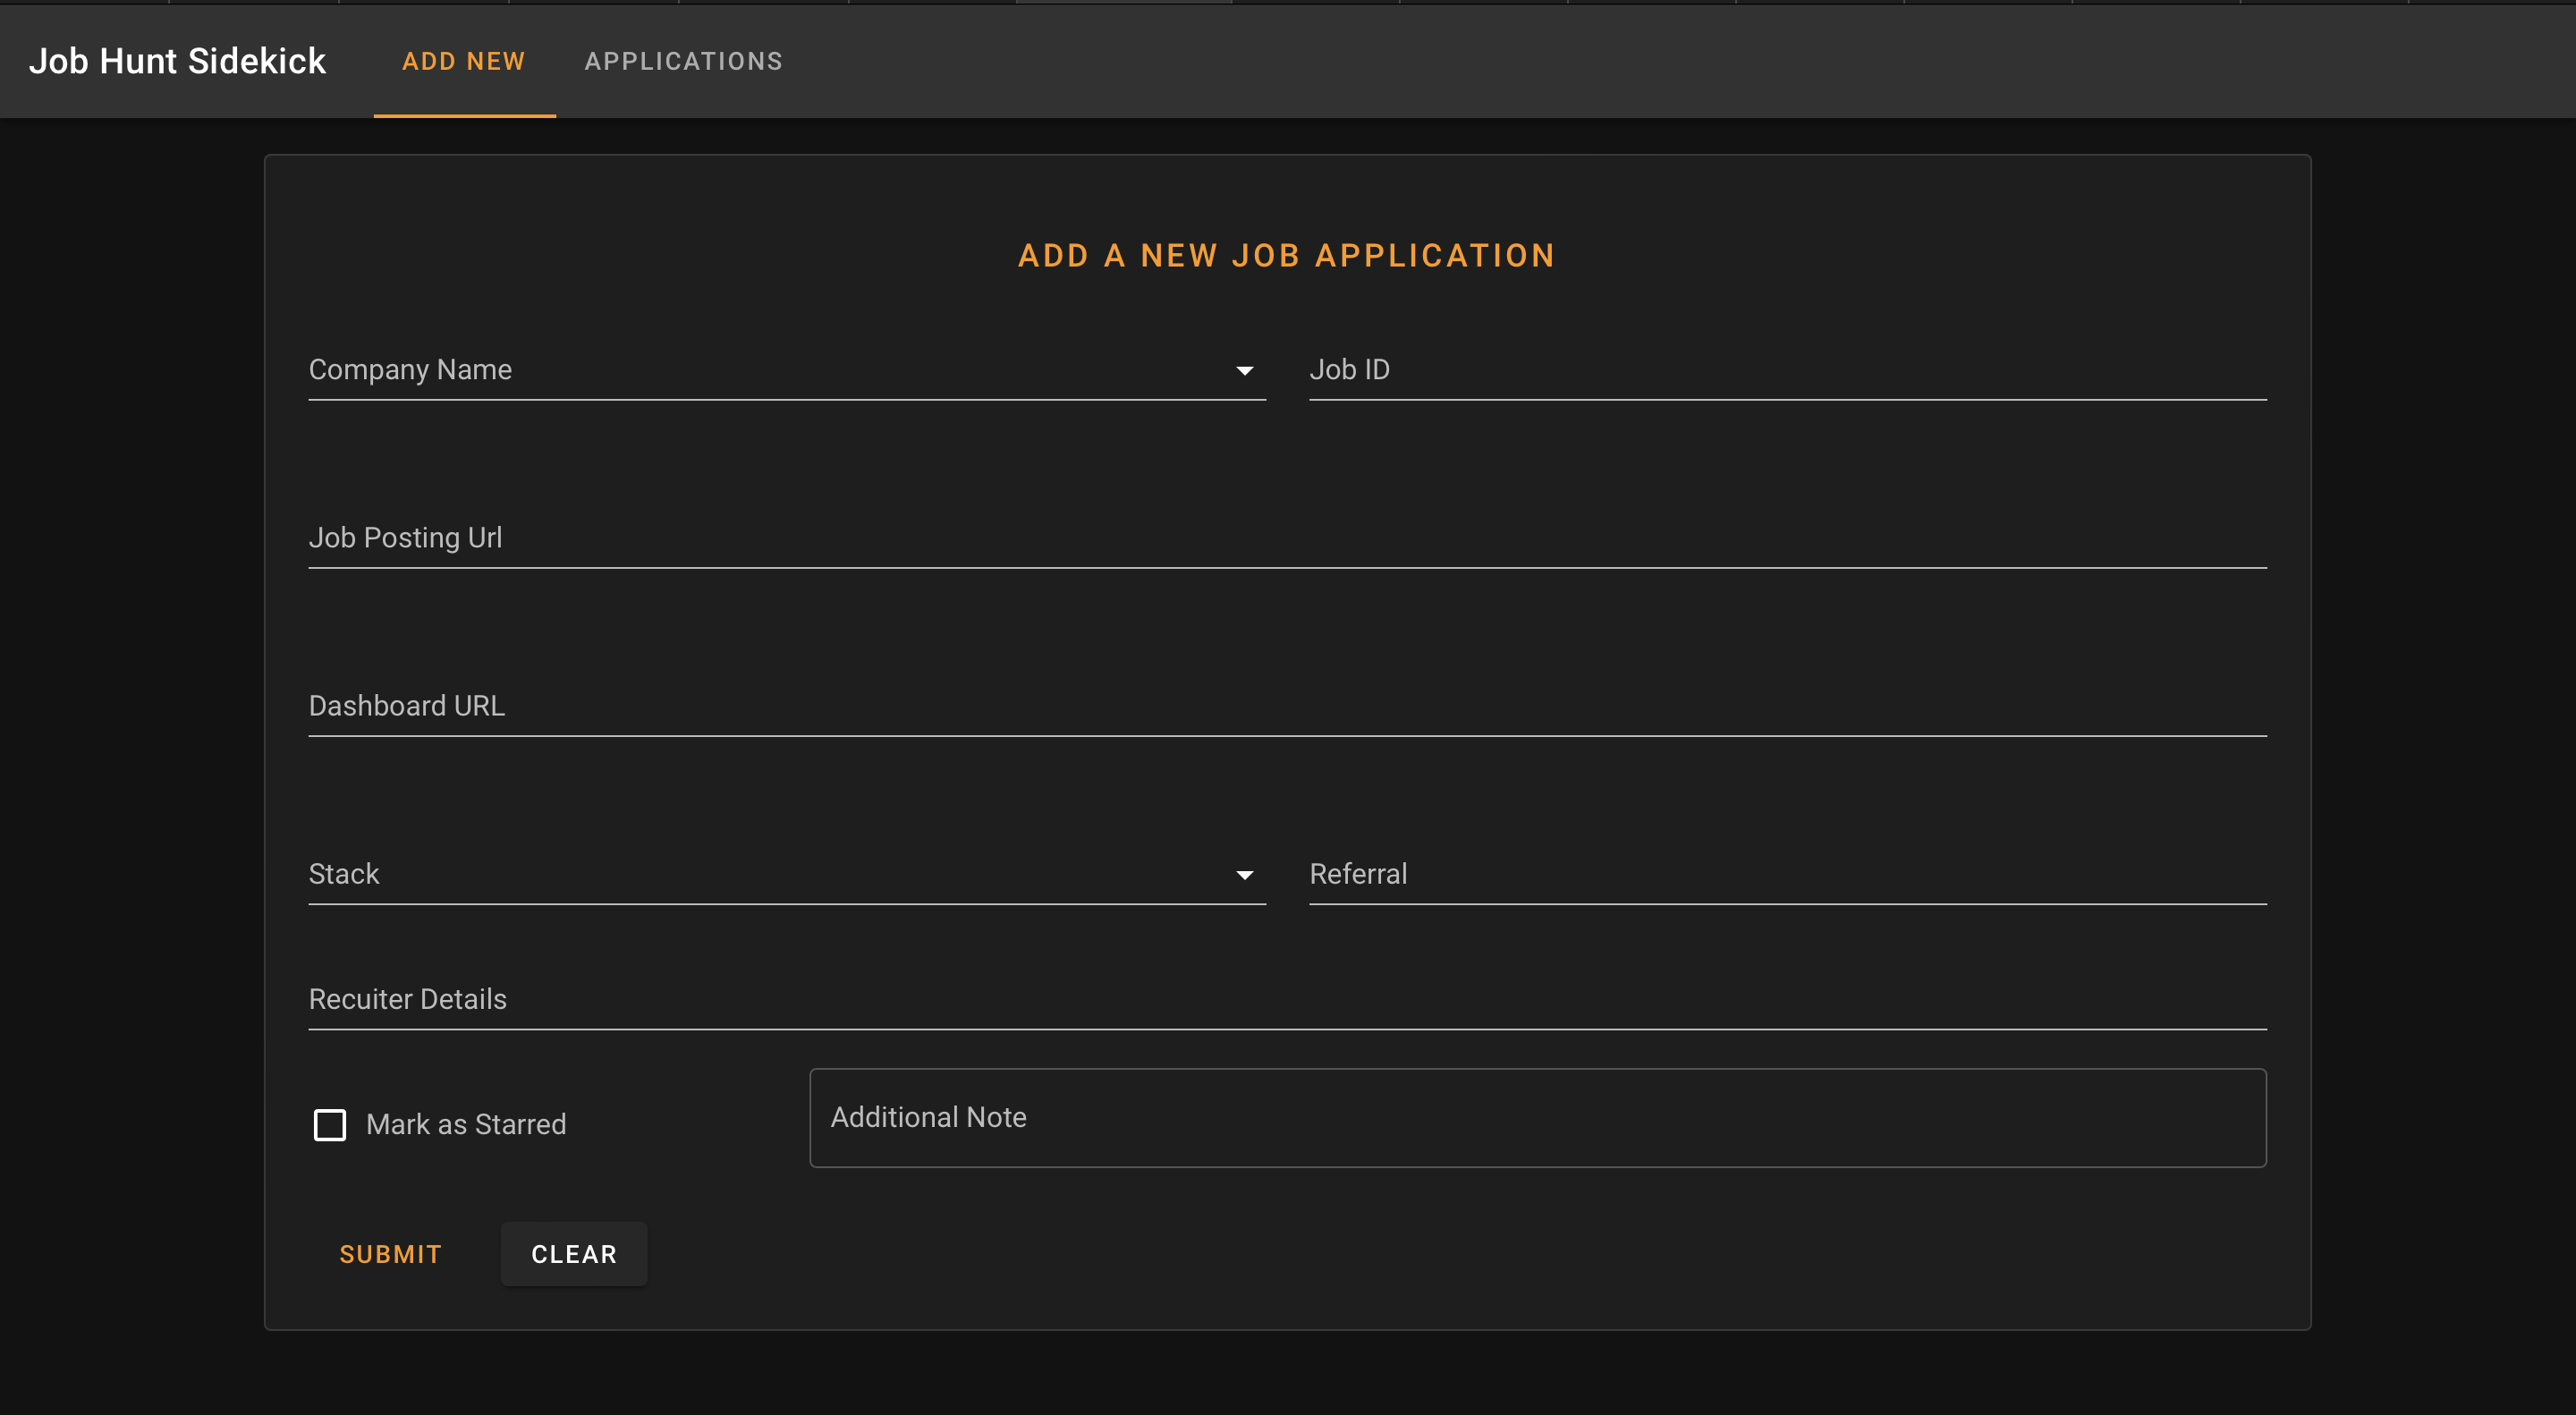 Job Hunt Sidekick ADD NEW APPLICATIONS
ADD A NEW JOB APPLICATION
Company Name Job ID
Job Posting Url
Dashboard URL
Stack Referral
Recuiter Details
Mark as Starred Additional Note
SUBMIT CLEAR